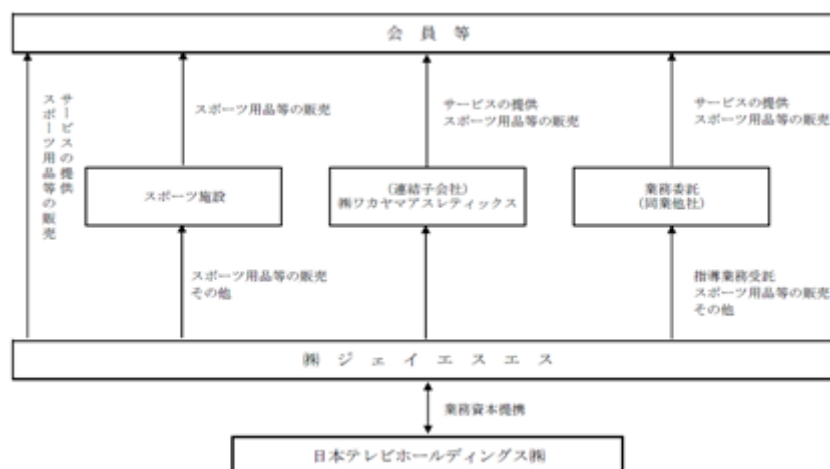 会員等
サービスの提供
スポーツ用品等の販売
スポーツ用品等の販売
サービスの提供
スポーツ用品等の販売
サービスの提供
スポーツ用品等の販売
スポーツ施設
(連結子会社)
㈱ワカヤマアスレティックス
業務委託
(同業他社)
スポーツ用品等の販売
その他
指導業務受託
スポーツ用品等の販売
その他
㈱ジェイエスエス
業務資本提携
日本テレビホールディングス㈱